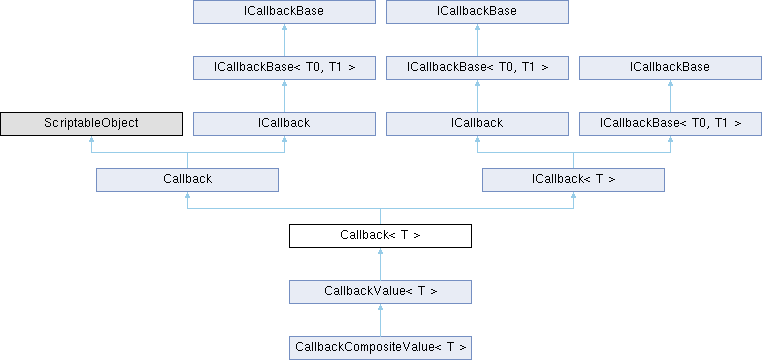 ICallbackBase
ICallbackBase
ICallbackBase< T0, T1 >
ICallbackBase< T0, T1 >
ICallbackBase
ScriptableObject
ICallback
ICallback
ICallbackBase< T0, T1 >
Callback
ICallback< T >
Callback< T >
CallbackValue< T >
CallbackCompositeValue< T >